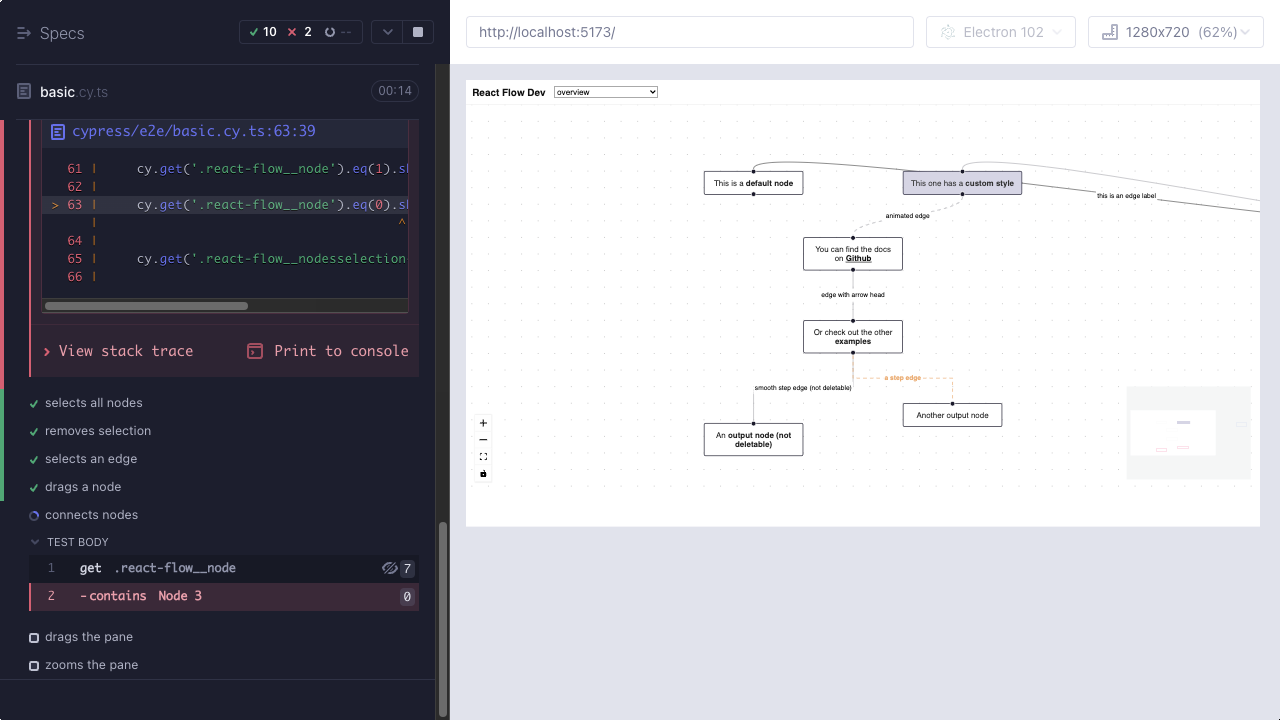 Specs
10
2
--
http://localhost:5173/
Electron 102
1280x720 (62%)
basic.cy.ts
00:14
cypress/e2e/basic.cy.ts:63:39
61 | cy.get('.react-flow__node').eq(1).s
62 |
> 63 | cy.get('.react-flow__node').eq(0).s
| ^
64 |
65 | cy.get('.react-flow__nodesselection
66 |
View stack trace
Print to console
selects all nodes
removes selection
selects an edge
drags a node
connects nodes
TEST BODY
1 get .react-flow__node 7
2 -contains Node 3 0
drags the pane
zooms the pane
React Flow Dev
overview
This is a default node
This one has a custom style
this is an edge label
animated edge
You can find the docs
on Github
edge with arrow head
Or check out the other
examples
a step edge
smooth step edge (not deletable)
Another output node
An output node (not
deletable)